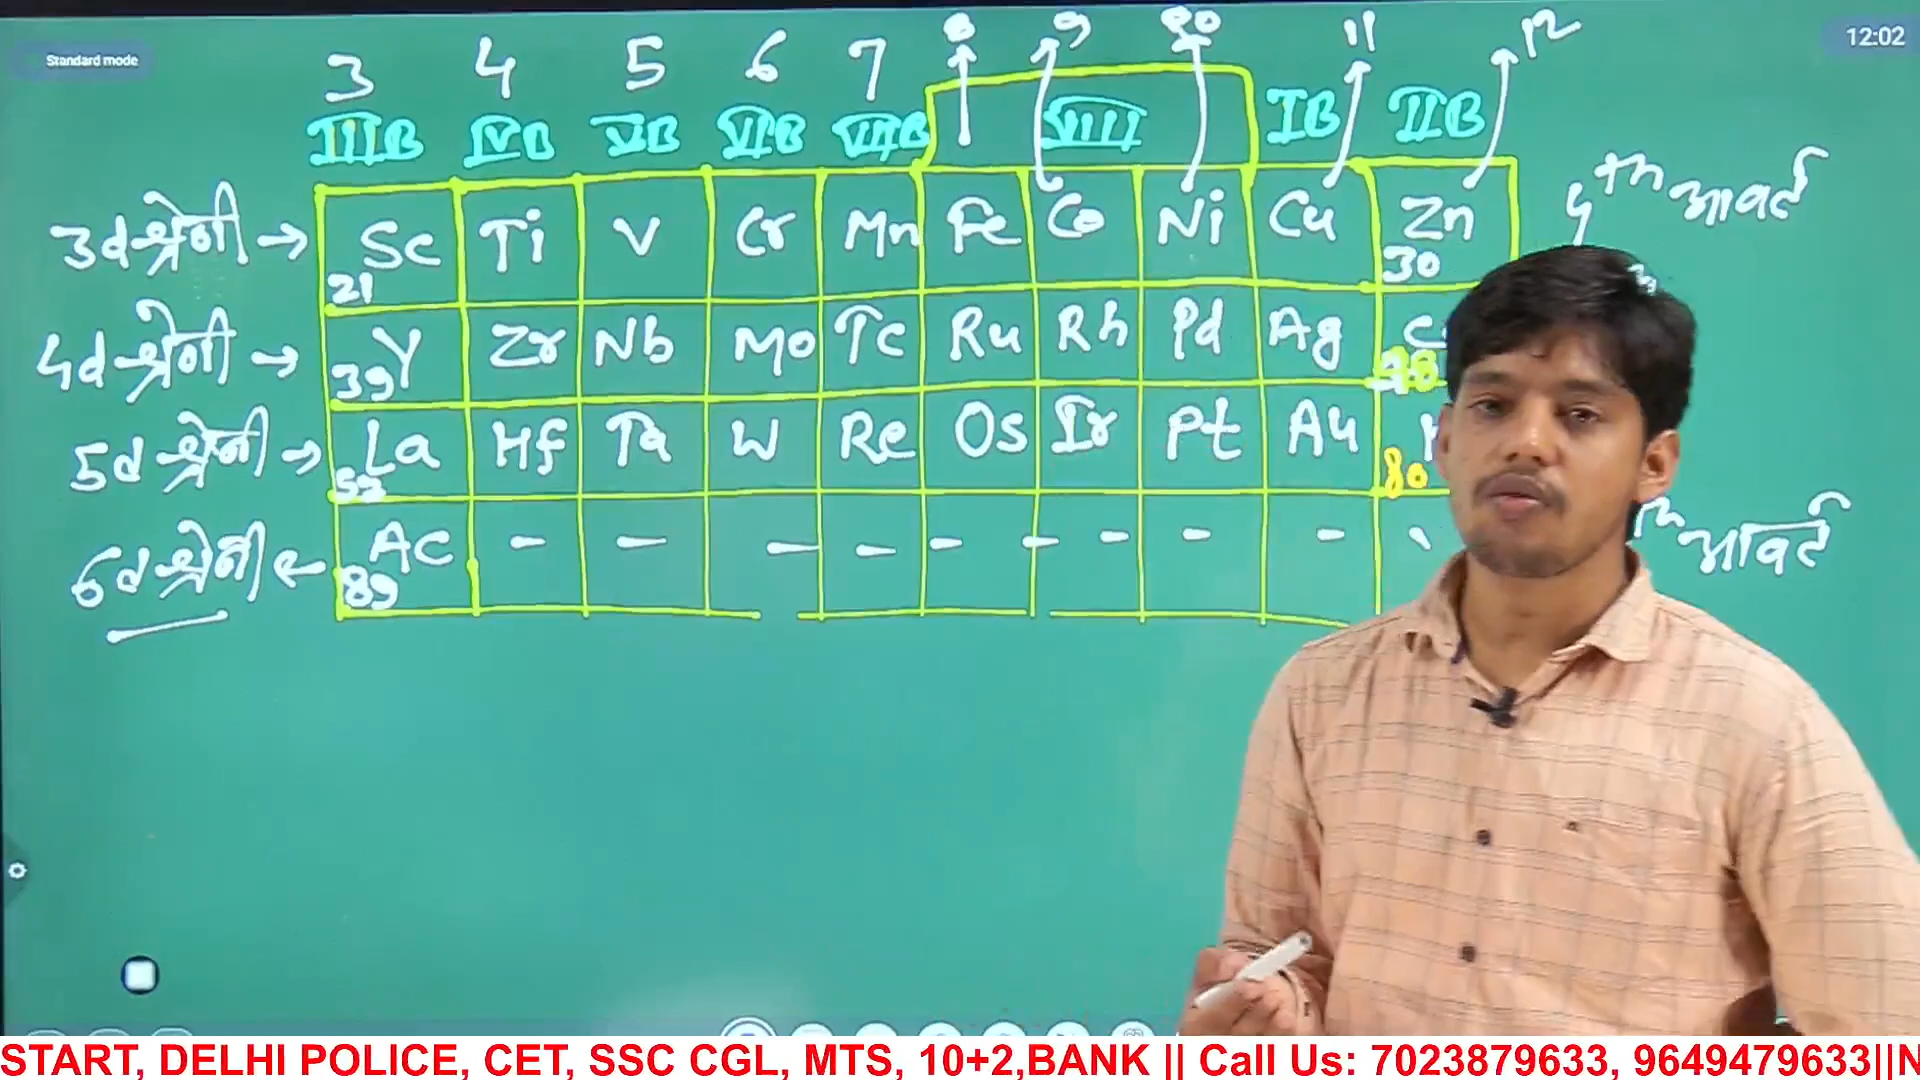 Standard mode
12:02
3 4 5 6 7 8 9 10 11 12
IIIB IVB VB VIB VIIB VIII IB IIB
3d श्रेणी → Sc Ti V Cr Mn Fe Co Ni Cu Zn 4th आवर्त
21 30
4d श्रेणी → Y Zr Nb Mo Tc Ru Rh Pd Ag
39 48
5d श्रेणी → La Hf Ta W Re Os Ir Pt Au
57 80
6d श्रेणी ← Ac - - - - - - - - - आवर्त
89
START, DELHI POLICE, CET, SSC CGL, MTS, 10+2,BANK || Call Us: 7023879633, 9649479633||N